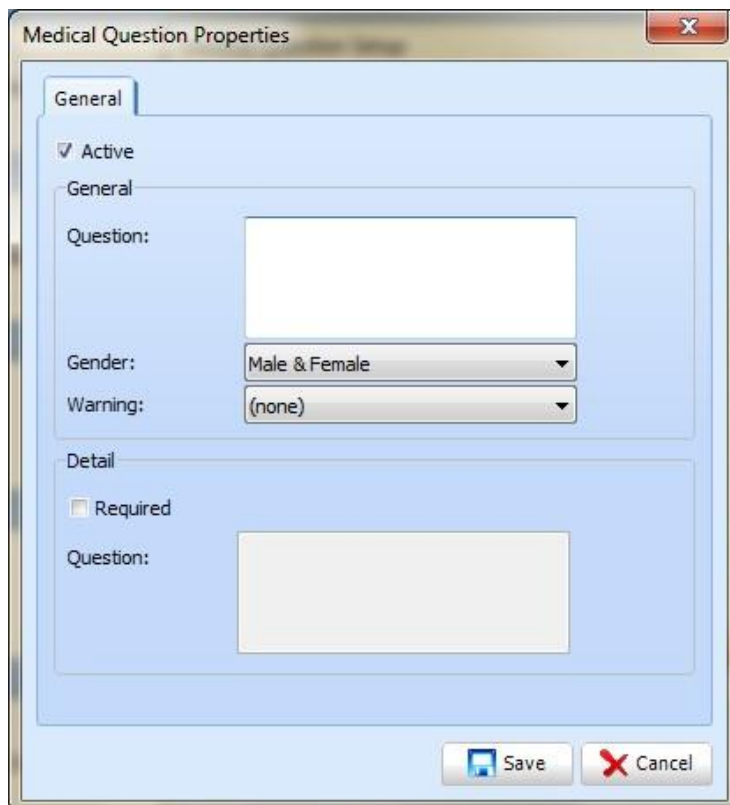 Medical Question Properties
General
Active
General
Question:
Gender: Male & Female
Warning: (none)
Detail
Required
Question:
Save Cancel